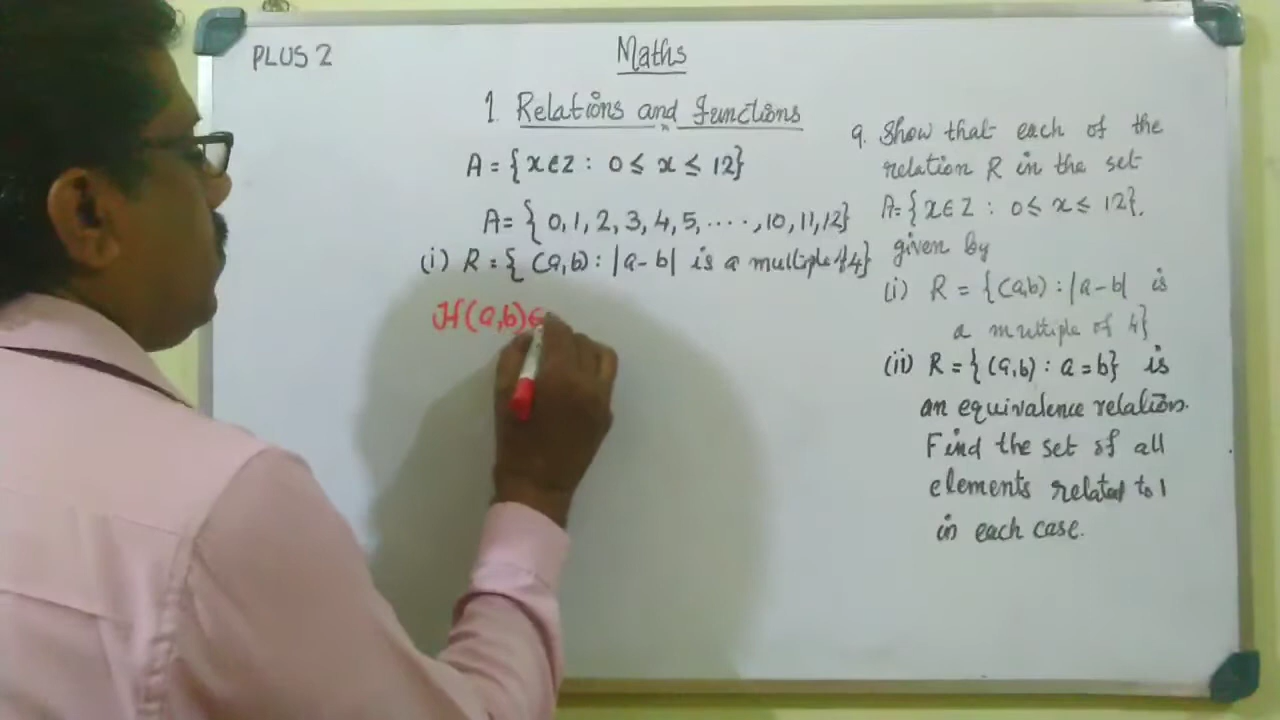 PLUS 2
Maths
1. Relations and Functions
A = {x∈Z : 0 ≤ x ≤ 12}
A = { 0, 1, 2, 3, 4, 5, ....., 10, 11, 12}
(i) R = { (a,b) : |a-b| is a multiple of 4}
If (a,b)∈
9. Show that each of the
relation R in the set
A={x∈Z : 0≤ x ≤ 12},
given by
(i) R = {(a,b) : |a-b| is
a multiple of 4}
(ii) R = { (a,b) : a = b} is
an equivalence relation.
Find the set of all
elements related to 1
in each case.